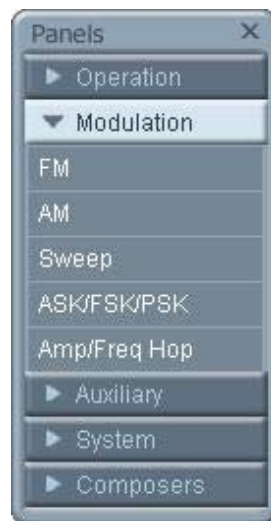 Panels
Operation
Modulation
FM
AM
Sweep
ASK/FSK/PSK
Amp/Freq Hop
Auxiliary
System
Composers